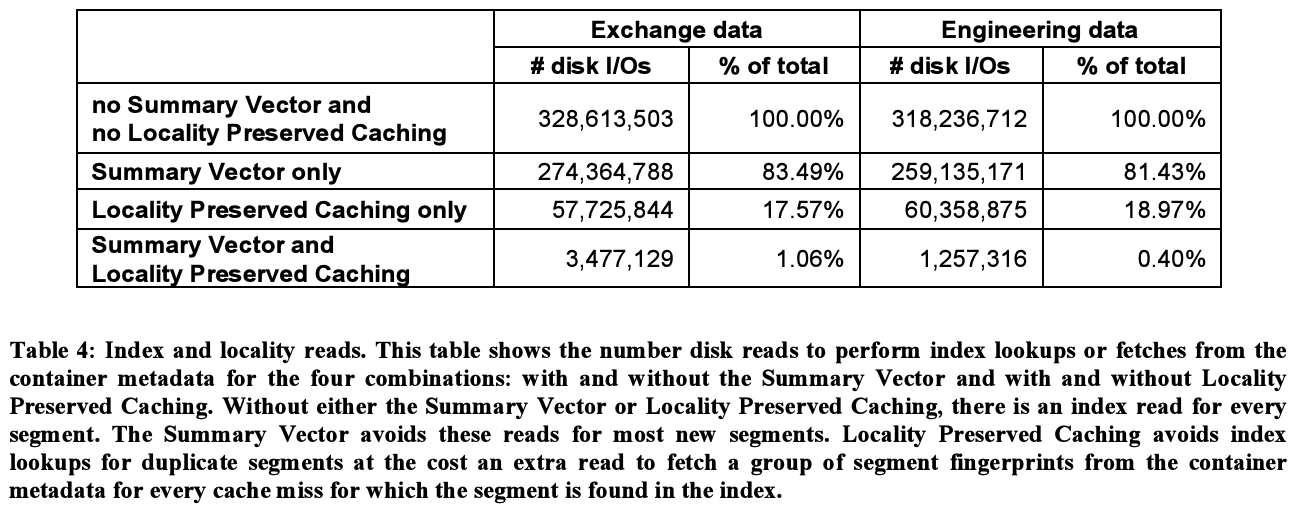 Exchange data Engineering data
# disk I/Os % of total # disk I/Os % of total
no Summary Vector and
no Locality Preserved Caching 328,613,503 100.00% 318,236,712 100.00%
Summary Vector only 274,364,788 83.49% 259,135,171 81.43%
Locality Preserved Caching only 57,725,844 17.57% 60,358,875 18.97%
Summary Vector and
Locality Preserved Caching 3,477,129 1.06% 1,257,316 0.40%
Table 4: Index and locality reads. This table shows the number disk reads to perform index lookups or fetches from the
container metadata for the four combinations: with and without the Summary Vector and with and without Locality
Preserved Caching. Without either the Summary Vector or Locality Preserved Caching, there is an index read for every
segment. The Summary Vector avoids these reads for most new segments. Locality Preserved Caching avoids index
lookups for duplicate segments at the cost an extra read to fetch a group of segment fingerprints from the container
metadata for every cache miss for which the segment is found in the index.